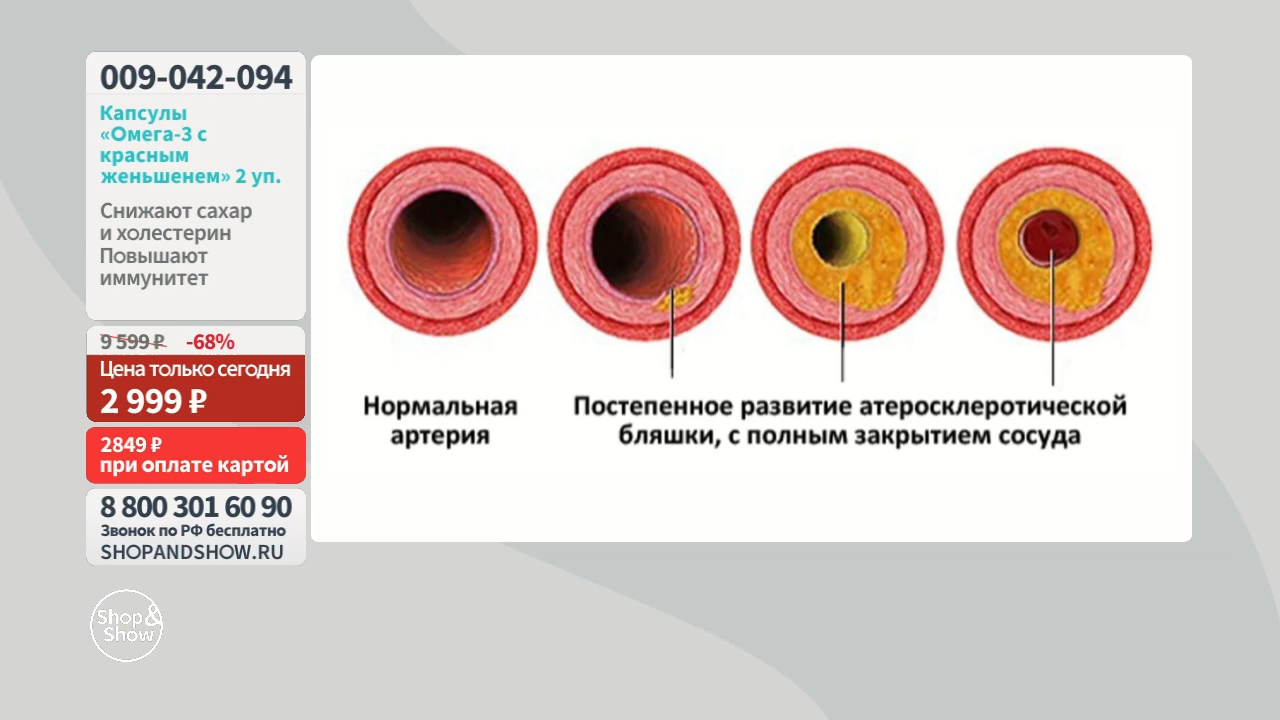 009-042-094
Капсулы
«Омега-3 с
красным
женьшенем» 2 уп.
Снижают сахар
и холестерин
Повышают
иммунитет
9 599 ₽ -68%
Цена только сегодня
2 999 ₽
2849 ₽
при оплате картой
8 800 301 60 90
Звонок по РФ бесплатно
SHOPANDSHOW.RU
Shop&
Show
Нормальная
артерия
Постепенное развитие атеросклеротической
бляшки, с полным закрытием сосуда